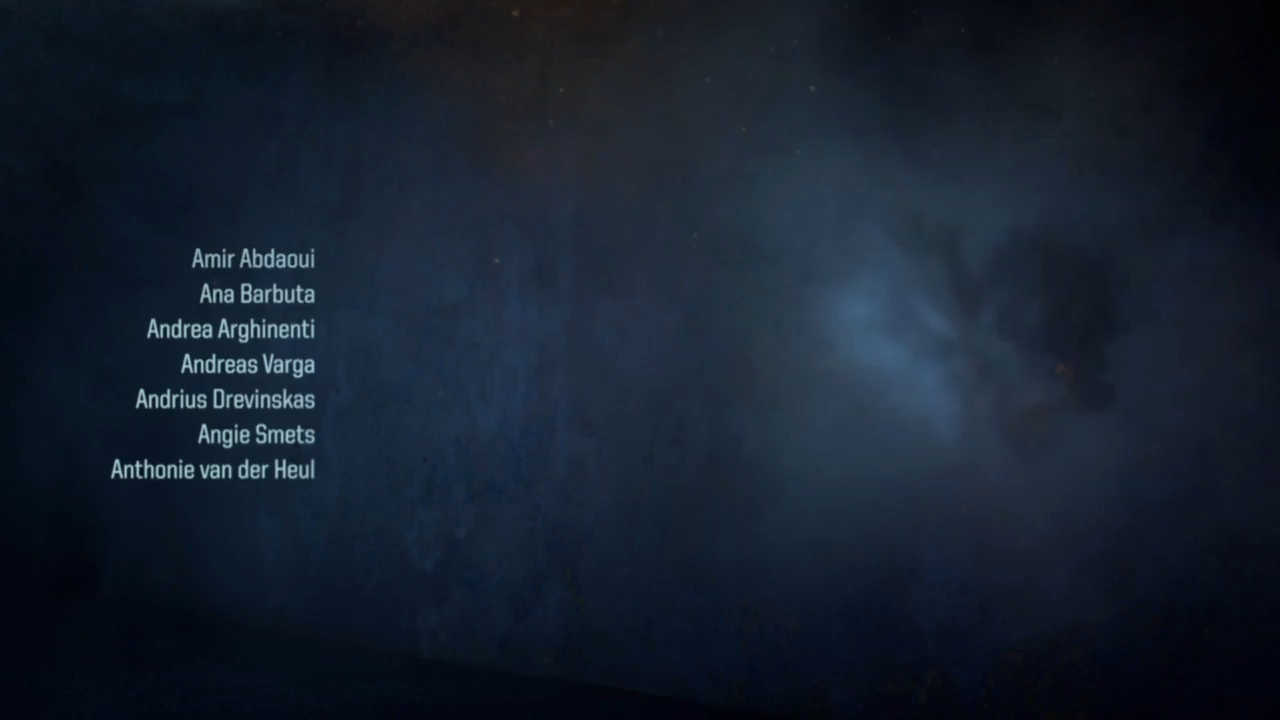 Amir Abdaoui
Ana Barbuta
Andrea Arghinenti
Andreas Varga
Andrius Drevinskas
Angie Smets
Anthonie van der Heul